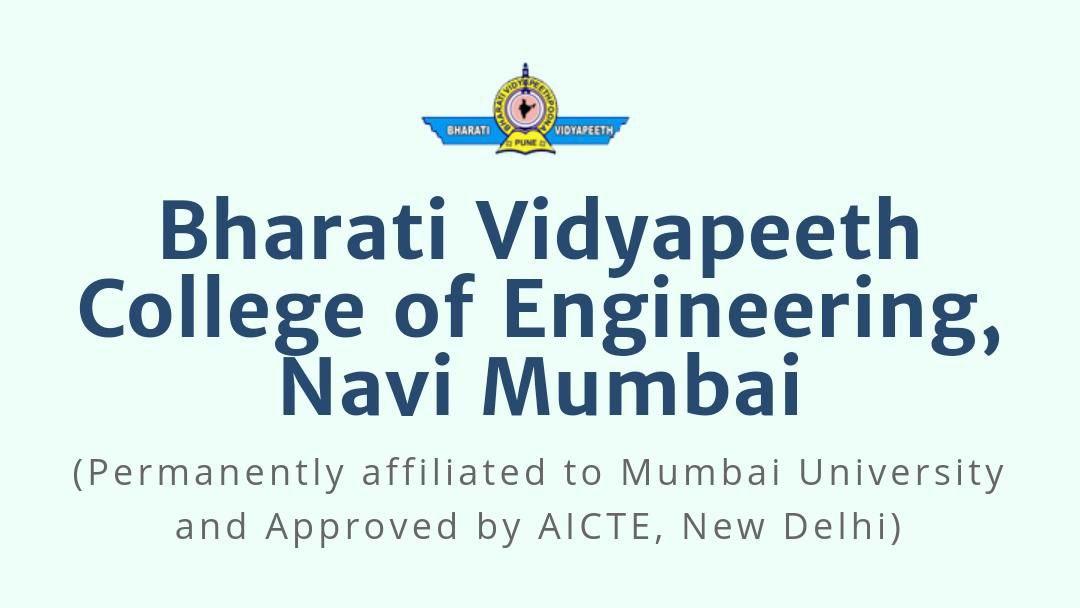 BHARATI VIDYAPEETH POONA
BHARATI VIDYAPEETH
PUNE
Bharati Vidyapeeth
College of Engineering,
Navi Mumbai
(Permanently affiliated to Mumbai University
and Approved by AICTE, New Delhi)